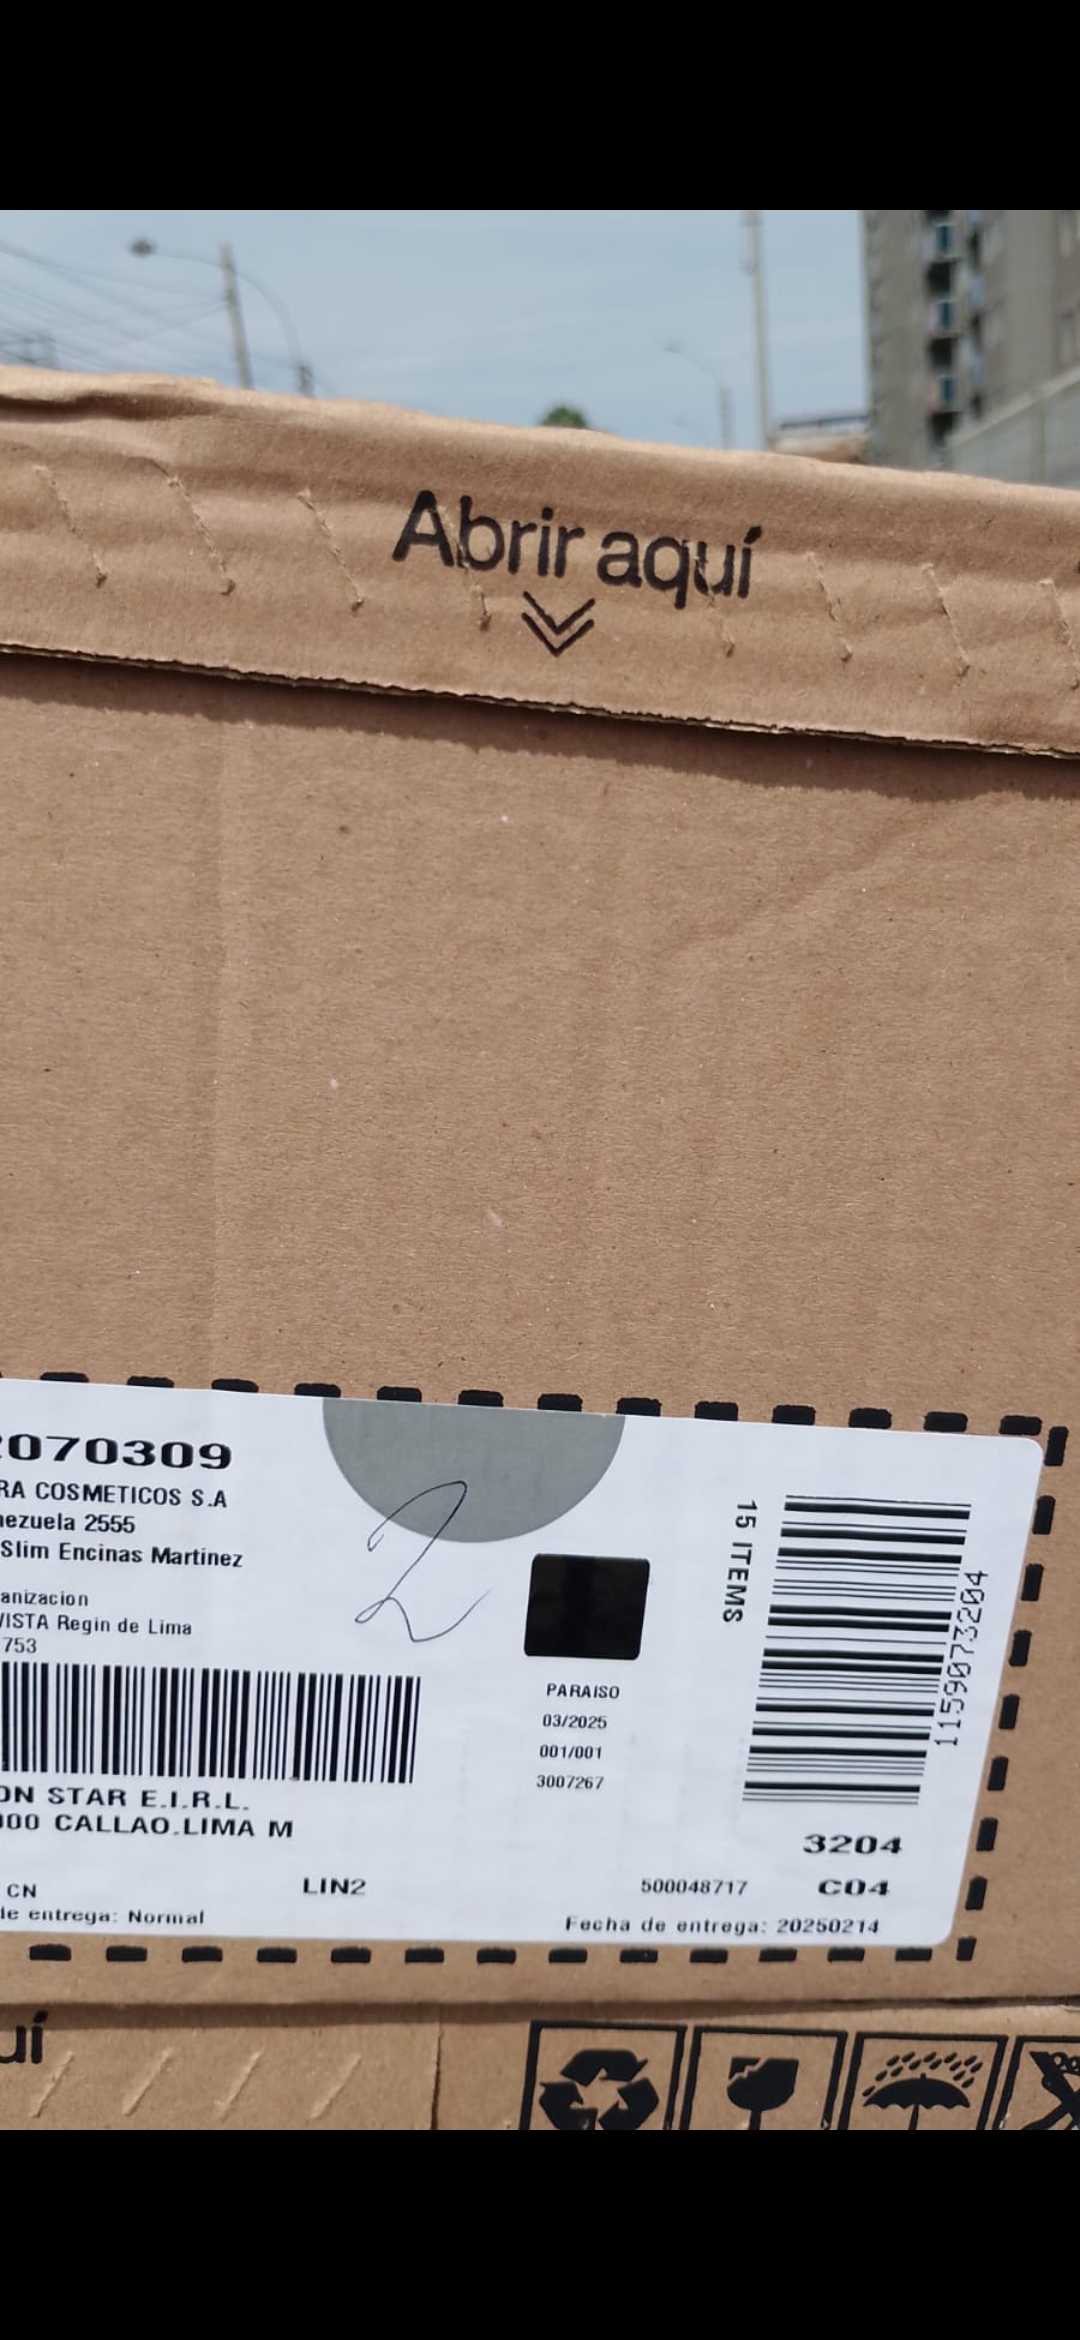 Abrir aquí
2070309
RA COSMETICOS S.A
nezuela 2555
Slim Encinas Martinez
anizacion
VISTA Regin de Lima
753
ON STAR E.I.R.L.
000 CALLAO.LIMA M
CN
LIN2
de entrega: Normal
2
PARAISO
03/2025
001/001
3007267
15 ITEMS
1159073204
3204
500048717
C04
Fecha de entrega: 20250214
uí